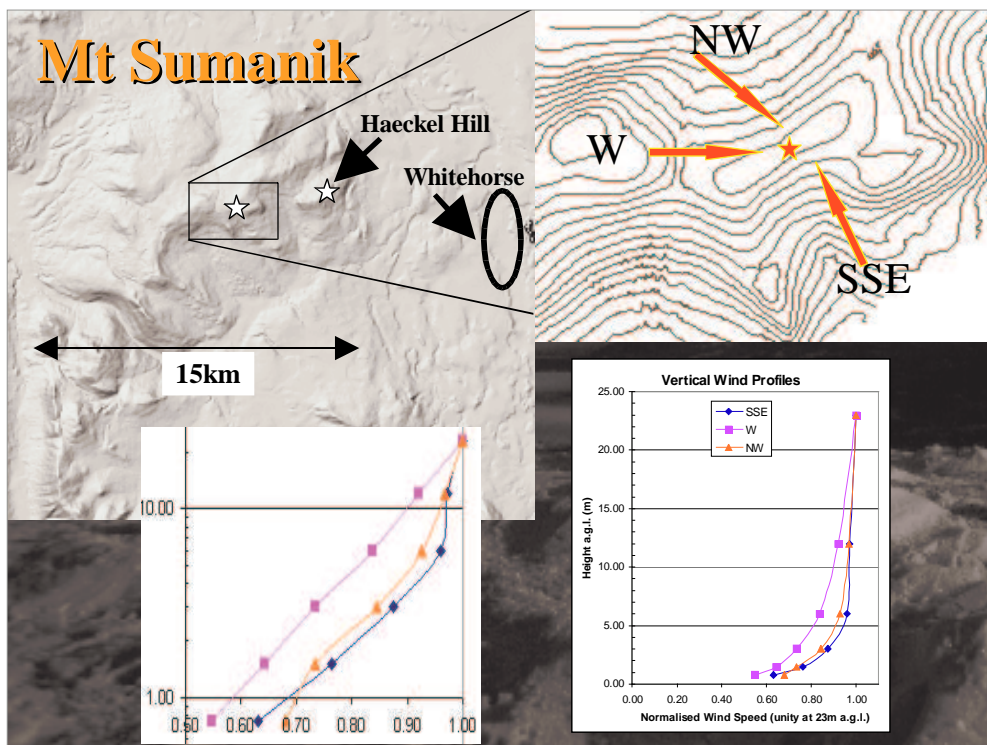 Mt Sumanik
Haeckel Hill
Whitehorse
15km
NW
W
SSE
10.00
1.00
0.50
0.60
0.70
0.80
0.90
1.00
Vertical Wind Profiles
SSE
W
NW
Height a.g.l. (m)
25.00
20.00
15.00
10.00
5.00
0.00
0.00 0.20 0.40 0.60 0.80 1.00
Normalised Wind Speed (unity at 23m a.g.l.)